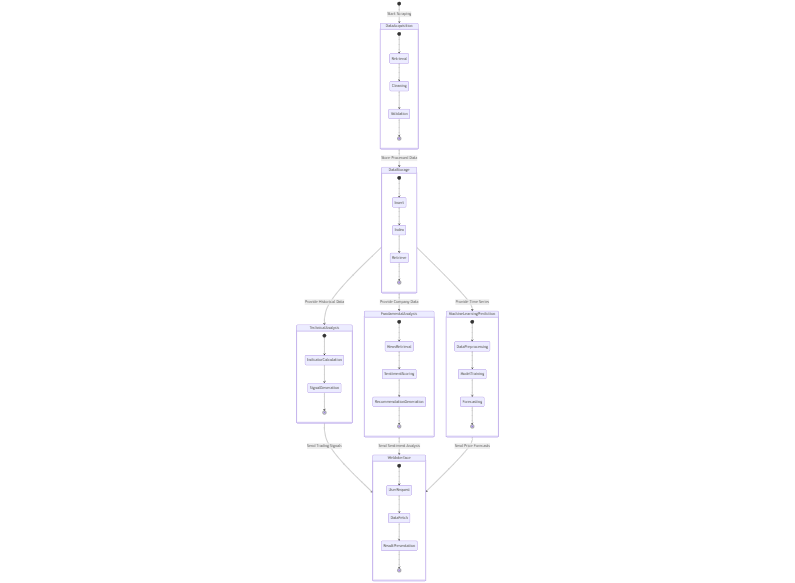 Start Scraping
DataAcquisition
Retrieval
Cleaning
Validation
Store Processed Data
DataStorage
Insert
Index
Retrieve
Provide Historical Data
Provide Company Data
Provide Time Series
TechnicalAnalysis
IndicatorCalculation
SignalGeneration
FundamentalAnalysis
NewsRetrieval
SentimentScoring
RecommendationGeneration
MachineLearningPrediction
DataPreprocessing
ModelTraining
Forecasting
Send Trading Signals
Send Sentiment Analysis
Send Price Forecasts
WebInterface
UserRequest
DataFetch
ResultPresentation